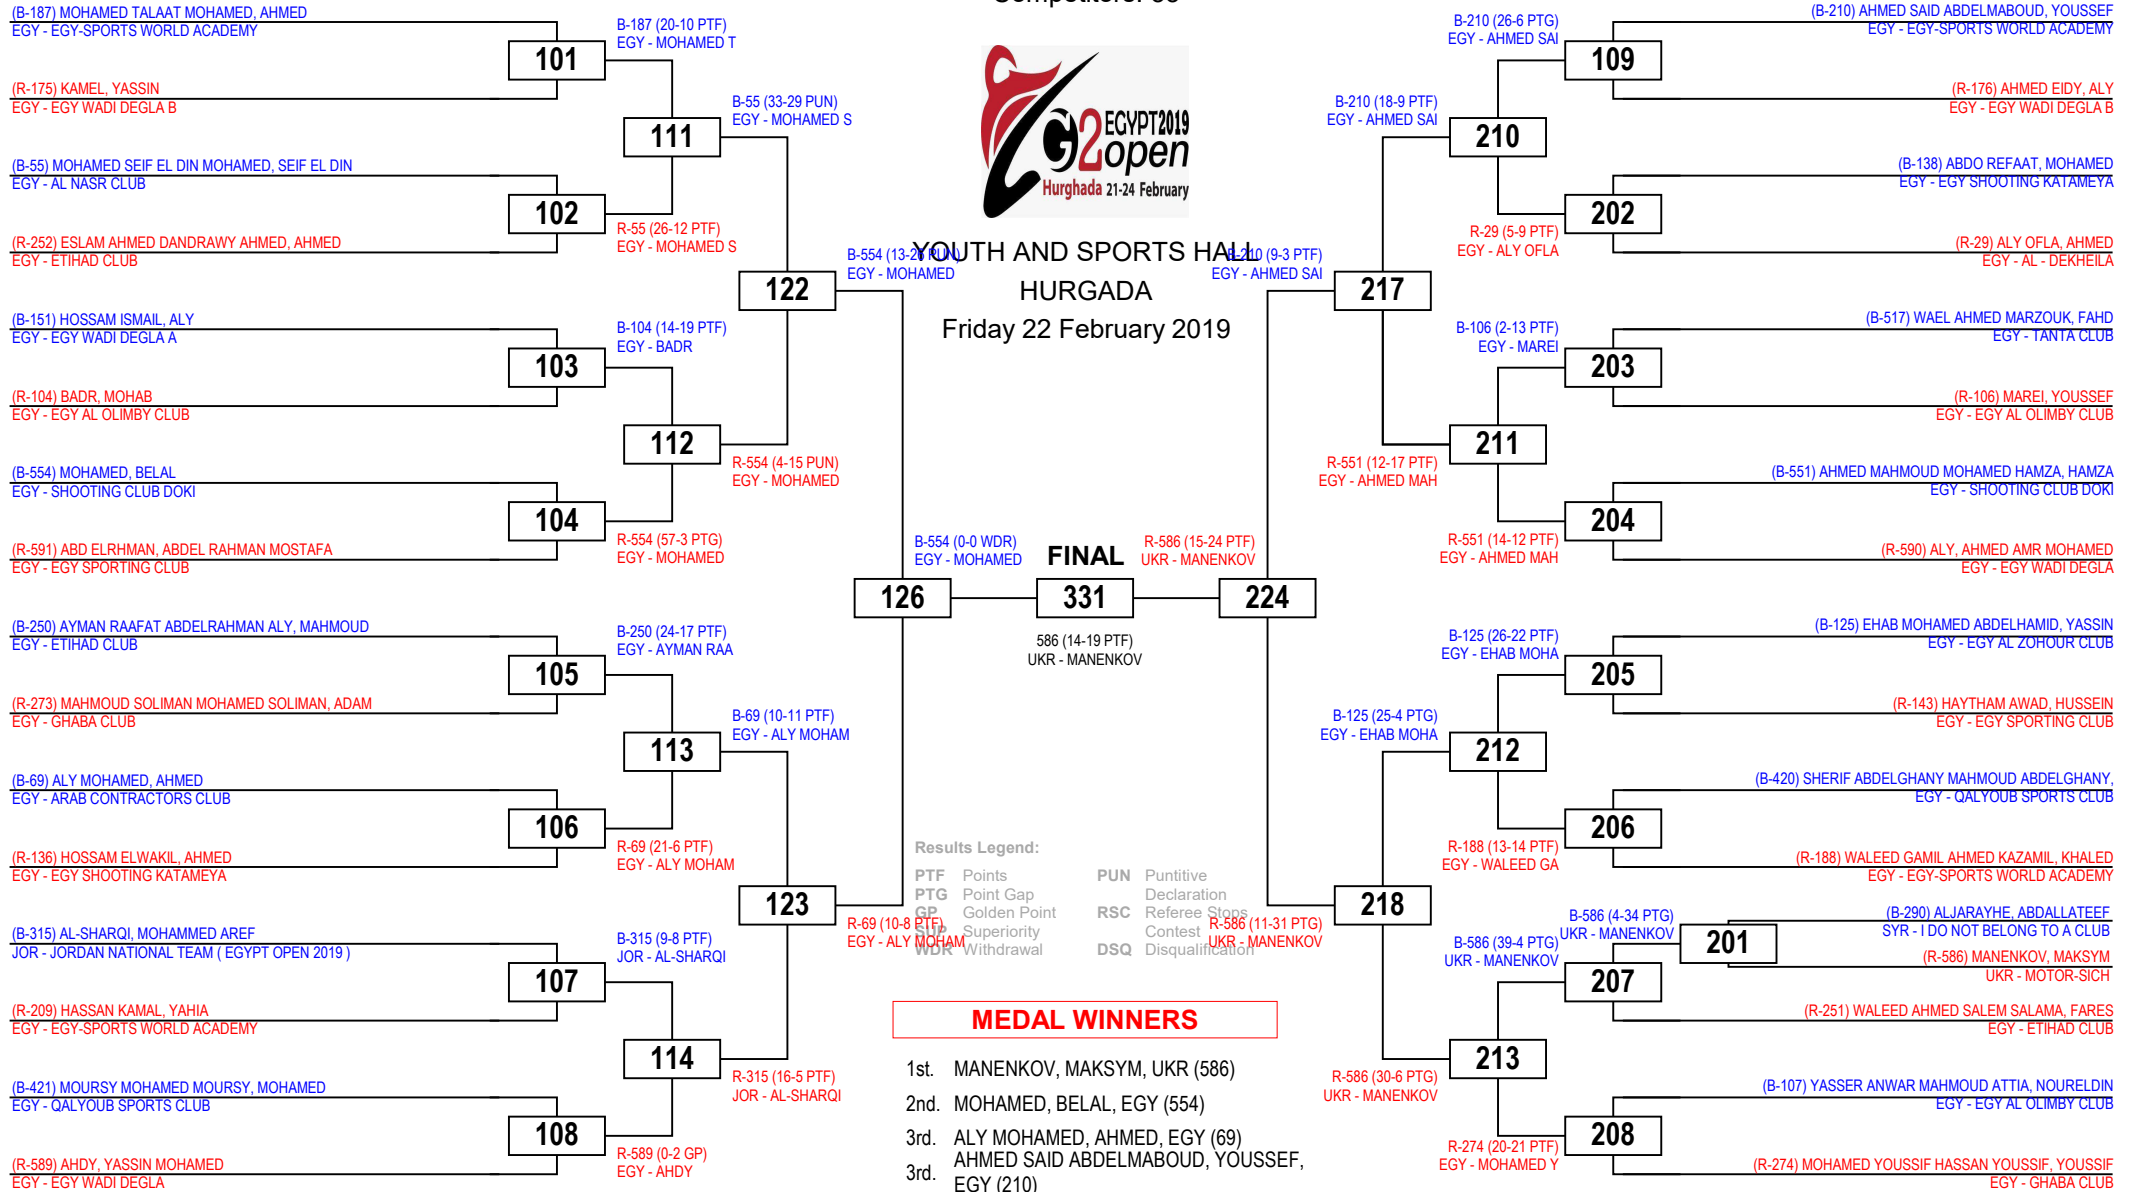 (B-187) MOHAMED TALAAT MOHAMED, AHMED
EGY - EGY-SPORTS WORLD ACADEMY
(R-175) KAMEL, YASSIN
EGY - EGY WADI DEGLA B
(B-55) MOHAMED SEIF EL DIN MOHAMED, SEIF EL DIN
EGY - AL NASR CLUB
(R-252) ESLAM AHMED DANDRAWY AHMED, AHMED
EGY - ETIHAD CLUB
(B-151) HOSSAM ISMAIL, ALY
EGY - EGY WADI DEGLA A
(R-104) BADR, MOHAB
EGY - EGY AL OLIMBY CLUB
(B-554) MOHAMED, BELAL
EGY - SHOOTING CLUB DOKI
(R-591) ABD ELRHMAN, ABDEL RAHMAN MOSTAFA
EGY - EGY SPORTING CLUB
(B-250) AYMAN RAAFAT ABDELRAHMAN ALY, MAHMOUD
EGY - ETIHAD CLUB
(R-273) MAHMOUD SOLIMAN MOHAMED SOLIMAN, ADAM
EGY - GHABA CLUB
(B-69) ALY MOHAMED, AHMED
EGY - ARAB CONTRACTORS CLUB
(R-136) HOSSAM ELWAKIL, AHMED
EGY - EGY SHOOTING KATAMEYA
(B-315) AL-SHARQI, MOHAMMED AREF
JOR - JORDAN NATIONAL TEAM ( EGYPT OPEN 2019 )
(R-209) HASSAN KAMAL, YAHIA
EGY - EGY-SPORTS WORLD ACADEMY
(B-421) MOURSY MOHAMED MOURSY, MOHAMED
EGY - QALYOUB SPORTS CLUB
(R-589) AHDY, YASSIN MOHAMED
EGY - EGY WADI DEGLA
101
102
103
104
105
106
107
108
B-187 (20-10 PTF)
EGY - MOHAMED T
R-55 (26-12 PTF)
EGY - MOHAMED S
B-104 (14-19 PTF)
EGY - BADR
R-554 (57-3 PTG)
EGY - MOHAMED
B-250 (24-17 PTF)
EGY - AYMAN RAA
R-69 (21-6 PTF)
EGY - ALY MOHAM
B-315 (9-8 PTF)
JOR - AL-SHARQI
R-589 (0-2 GP)
EGY - AHDY
111
112
113
114
B-55 (33-29 PUN)
EGY - MOHAMED S
R-554 (4-15 PUN)
EGY - MOHAMED
B-69 (10-11 PTF)
EGY - ALY MOHAM
R-315 (16-5 PTF)
JOR - AL-SHARQI
122
123
B-554 (13-26 PUN)
EGY - MOHAMED
R-69 (10-8 PTF)
EGY - ALY MOHAM
126
B-554 (0-0 WDR)
EGY - MOHAMED
G2 EGYPT2019
open
Hurghada 21-24 February
YOUTH AND SPORTS HALL
HURGADA
Friday 22 February 2019
FINAL
331
586 (14-19 PTF)
UKR - MANENKOV
R-586 (15-24 PTF)
UKR - MANENKOV
224
Results Legend:
PTF Points
PTG Point Gap
GP Golden Point
SUP Superiority
WDR Withdrawal
PUN Puntitive Declaration
RSC Referee Stops Contest
DSQ Disqualification
MEDAL WINNERS
1st. MANENKOV, MAKSYM, UKR (586)
2nd. MOHAMED, BELAL, EGY (554)
3rd. ALY MOHAMED, AHMED, EGY (69)
3rd. AHMED SAID ABDELMABOUD, YOUSSEF,
EGY (210)
B-210 (9-3 PTF)
EGY - AHMED SAI
R-586 (11-31 PTG)
UKR - MANENKOV
217
218
B-210 (18-9 PTF)
EGY - AHMED SAI
R-551 (12-17 PTF)
EGY - AHMED MAH
B-125 (25-4 PTG)
EGY - EHAB MOHA
R-586 (30-6 PTG)
UKR - MANENKOV
210
211
212
213
B-210 (26-6 PTG)
EGY - AHMED SAI
R-29 (5-9 PTF)
EGY - ALY OFLA
B-106 (2-13 PTF)
EGY - MAREI
R-551 (14-12 PTF)
EGY - AHMED MAH
B-125 (26-22 PTF)
EGY - EHAB MOHA
R-188 (13-14 PTF)
EGY - WALEED GA
B-586 (39-4 PTG)
UKR - MANENKOV
R-274 (20-21 PTF)
EGY - MOHAMED Y
109
202
203
204
205
206
207
208
B-586 (4-34 PTG)
UKR - MANENKOV
201
(B-210) AHMED SAID ABDELMABOUD, YOUSSEF
EGY - EGY-SPORTS WORLD ACADEMY
(R-176) AHMED EIDY, ALY
EGY - EGY WADI DEGLA B
(B-138) ABDO REFAAT, MOHAMED
EGY - EGY SHOOTING KATAMEYA
(R-29) ALY OFLA, AHMED
EGY - AL - DEKHEILA
(B-517) WAEL AHMED MARZOUK, FAHD
EGY - TANTA CLUB
(R-106) MAREI, YOUSSEF
EGY - EGY AL OLIMBY CLUB
(B-551) AHMED MAHMOUD MOHAMED HAMZA, HAMZA
EGY - SHOOTING CLUB DOKI
(R-590) ALY, AHMED AMR MOHAMED
EGY - EGY WADI DEGLA
(B-125) EHAB MOHAMED ABDELHAMID, YASSIN
EGY - EGY AL ZOHOUR CLUB
(R-143) HAYTHAM AWAD, HUSSEIN
EGY - EGY SPORTING CLUB
(B-420) SHERIF ABDELGHANY MAHMOUD ABDELGHANY,
EGY - QALYOUB SPORTS CLUB
(R-188) WALEED GAMIL AHMED KAZAMIL, KHALED
EGY - EGY-SPORTS WORLD ACADEMY
(B-290) ALJARAYHE, ABDALLATEEF
SYR - I DO NOT BELONG TO A CLUB
(R-586) MANENKOV, MAKSYM
UKR - MOTOR-SICH
(R-251) WALEED AHMED SALEM SALAMA, FARES
EGY - ETIHAD CLUB
(B-107) YASSER ANWAR MAHMOUD ATTIA, NOURELDIN
EGY - EGY AL OLIMBY CLUB
(R-274) MOHAMED YOUSSIF HASSAN YOUSSIF, YOUSSIF
EGY - GHABA CLUB